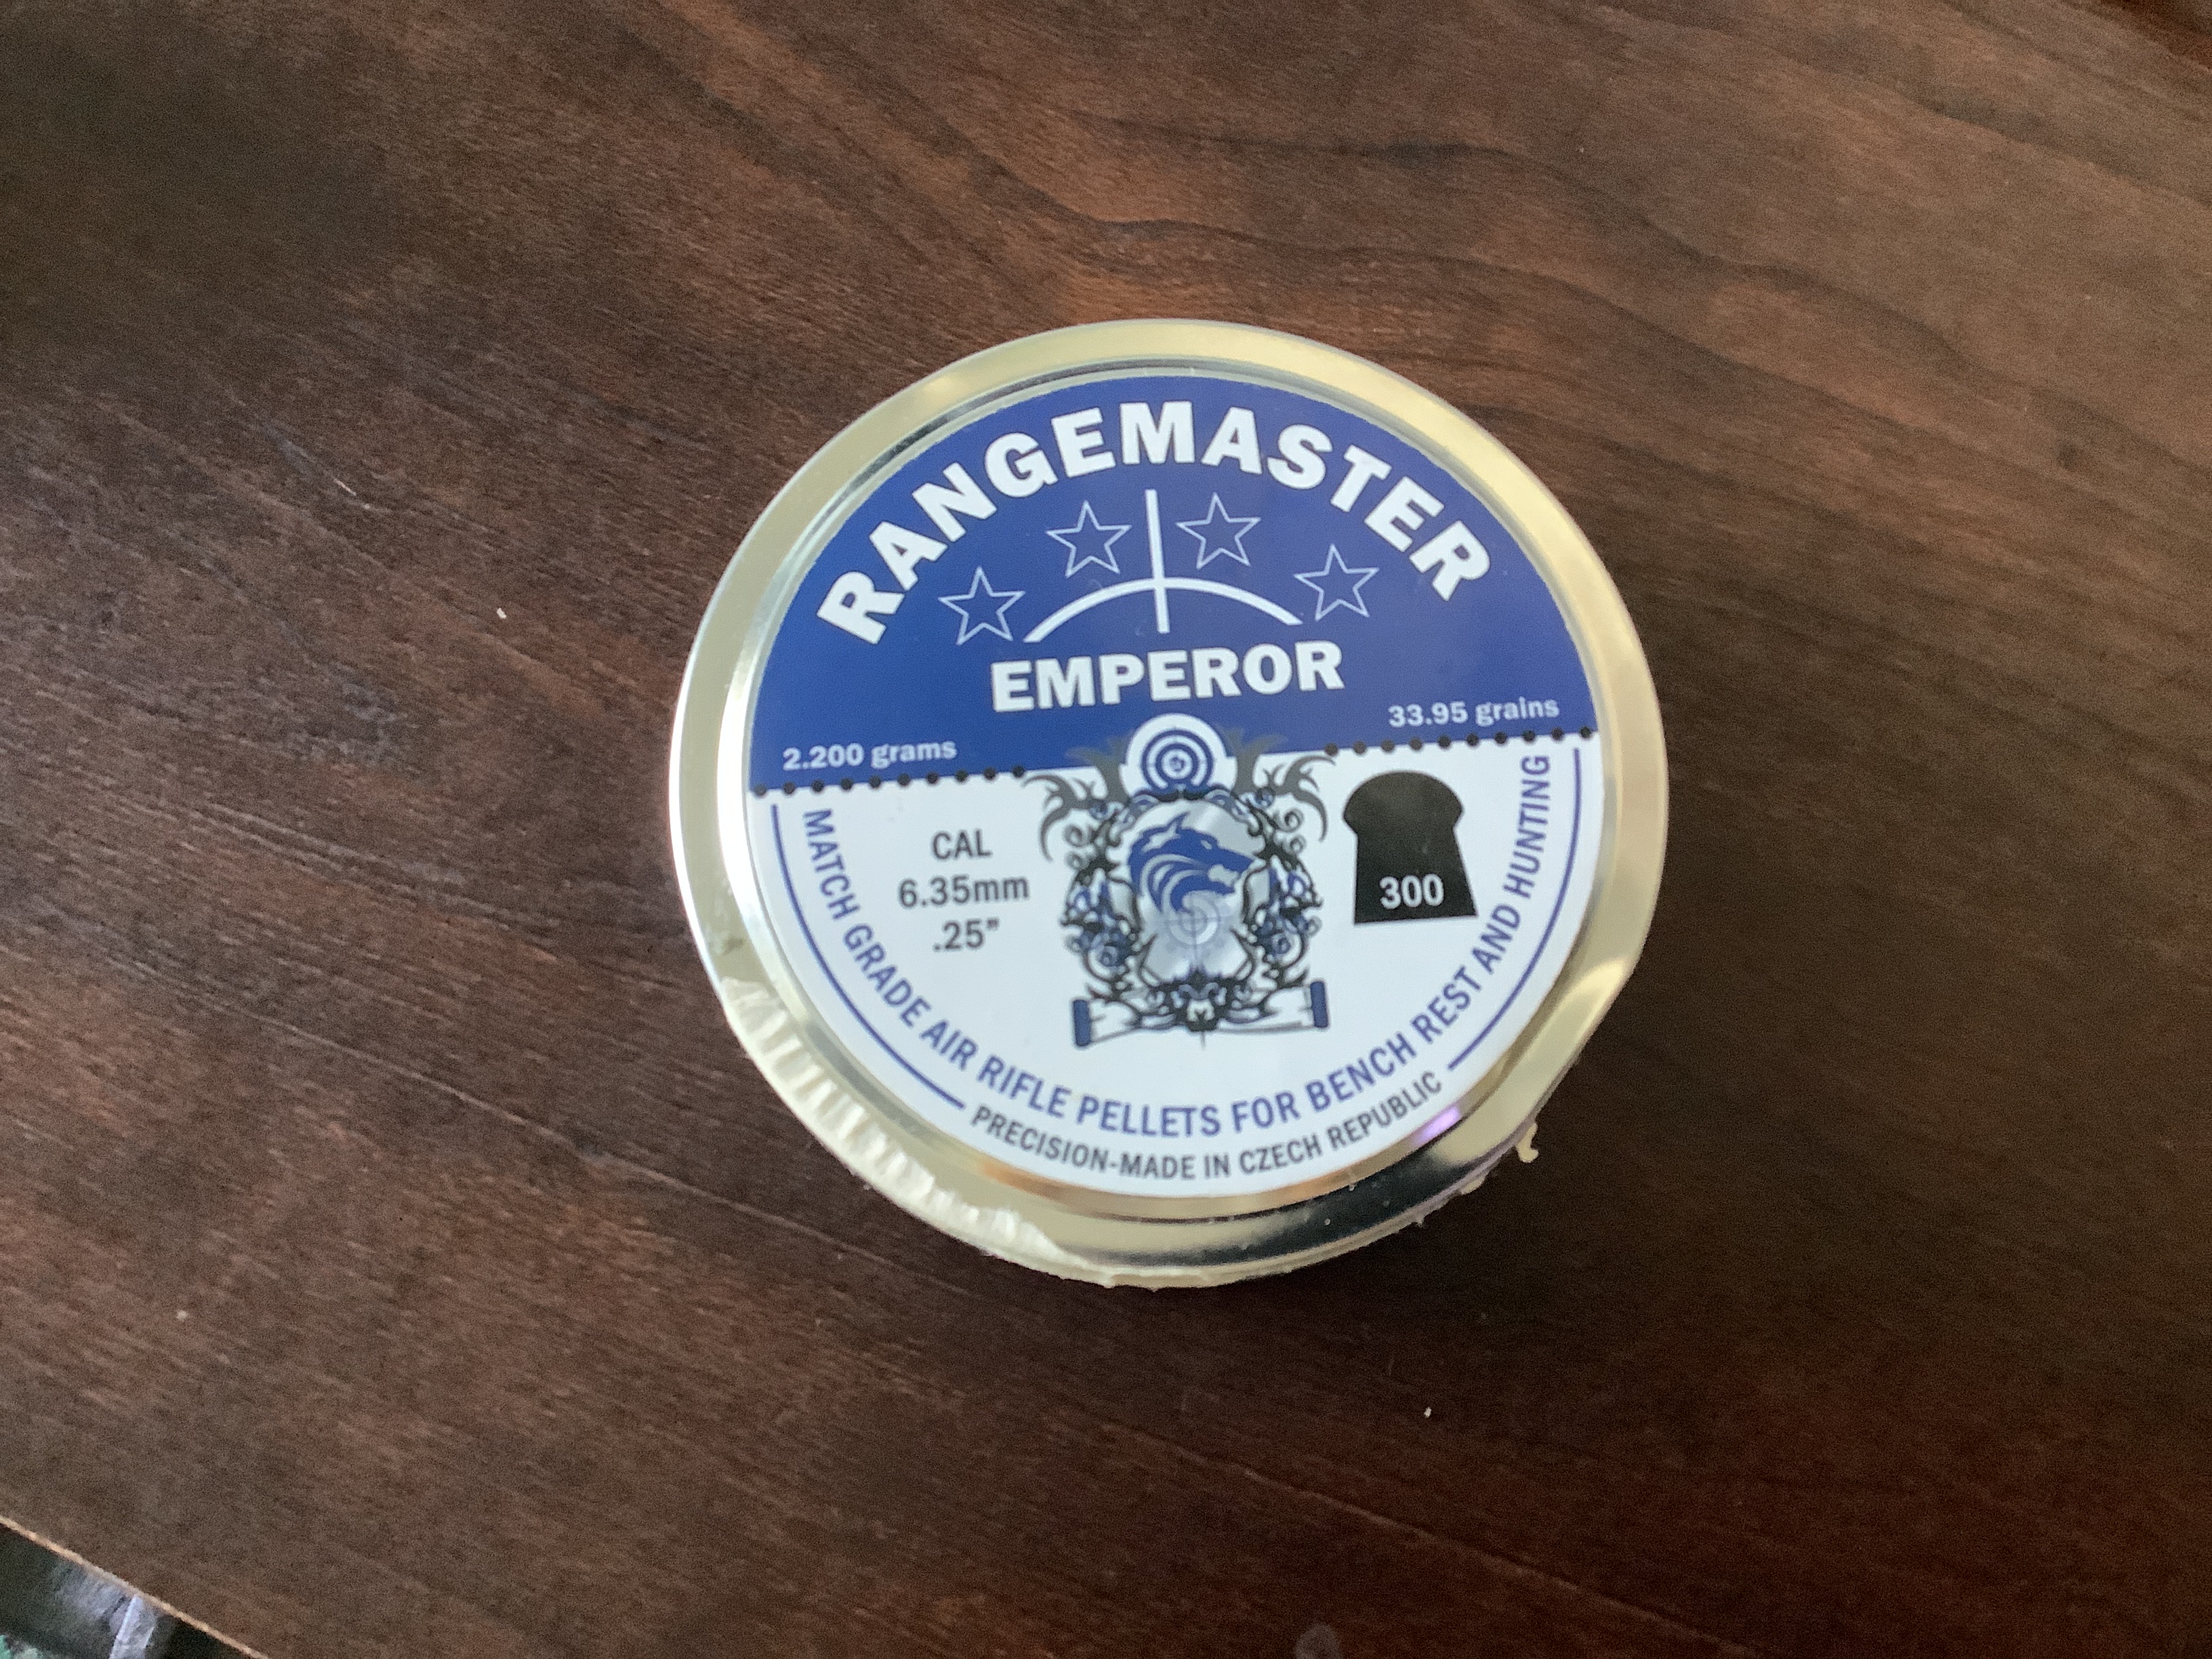 RANGEMASTER
EMPEROR
2.200 grams
33.95 grains
CAL
6.35mm
.25”
300
MATCH GRADE AIR RIFLE PELLETS FOR BENCH REST AND HUNTING
PRECISION-MADE IN CZECH REPUBLIC